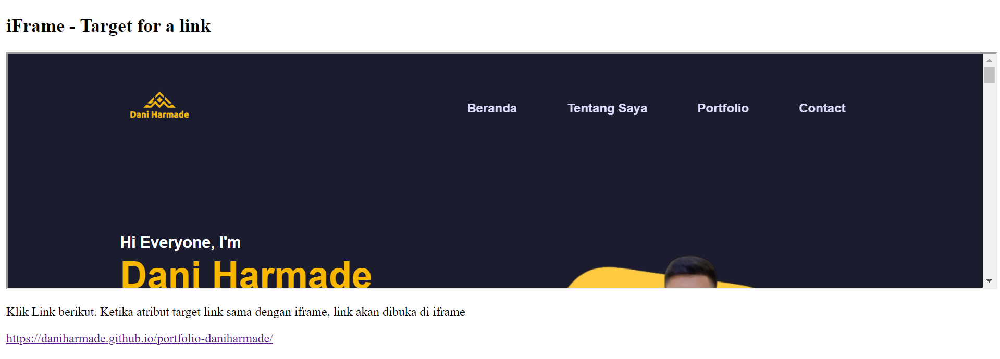 iFrame - Target for a link
Dani Harmade
Beranda Tentang Saya Portfolio Contact
Hi Everyone, I'm
Dani Harmade
Klik Link berikut. Ketika atribut target link sama dengan iframe, link akan dibuka di iframe
https://daniharmade.github.io/portfolio-daniharmade/